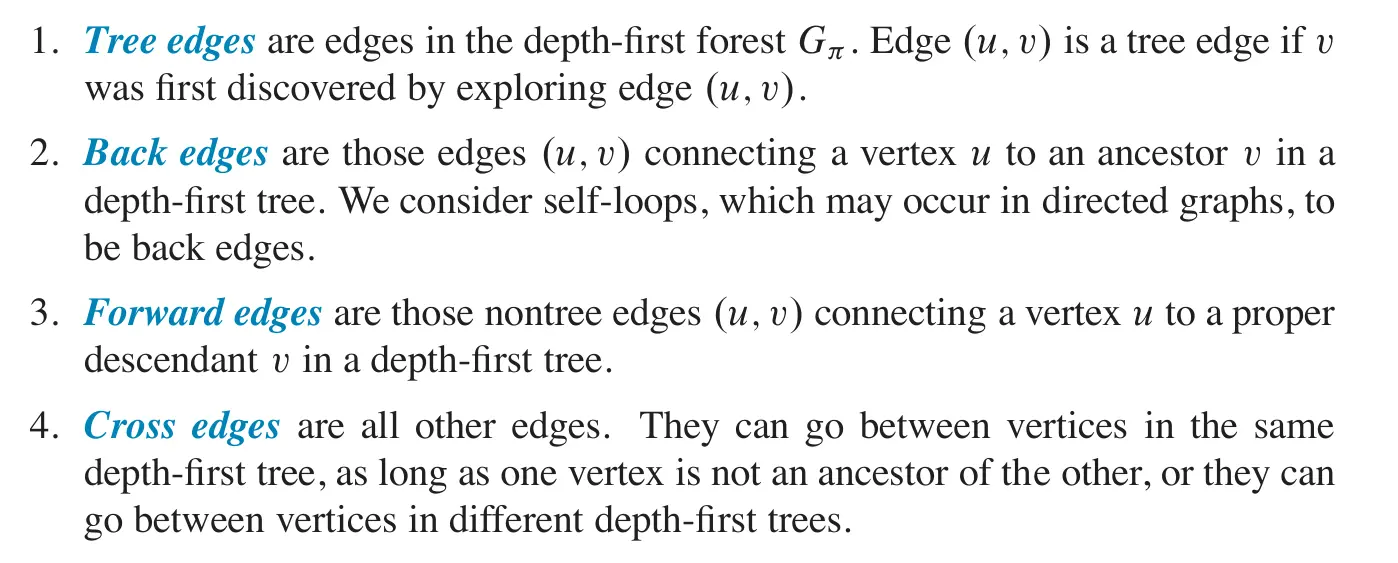 1. Tree edges are edges in the depth-first forest Gπ. Edge (u, v) is a tree edge if v
was first discovered by exploring edge (u, v).
2. Back edges are those edges (u, v) connecting a vertex u to an ancestor v in a
depth-first tree. We consider self-loops, which may occur in directed graphs, to
be back edges.
3. Forward edges are those nontree edges (u, v) connecting a vertex u to a proper
descendant v in a depth-first tree.
4. Cross edges are all other edges. They can go between vertices in the same
depth-first tree, as long as one vertex is not an ancestor of the other, or they can
go between vertices in different depth-first trees.